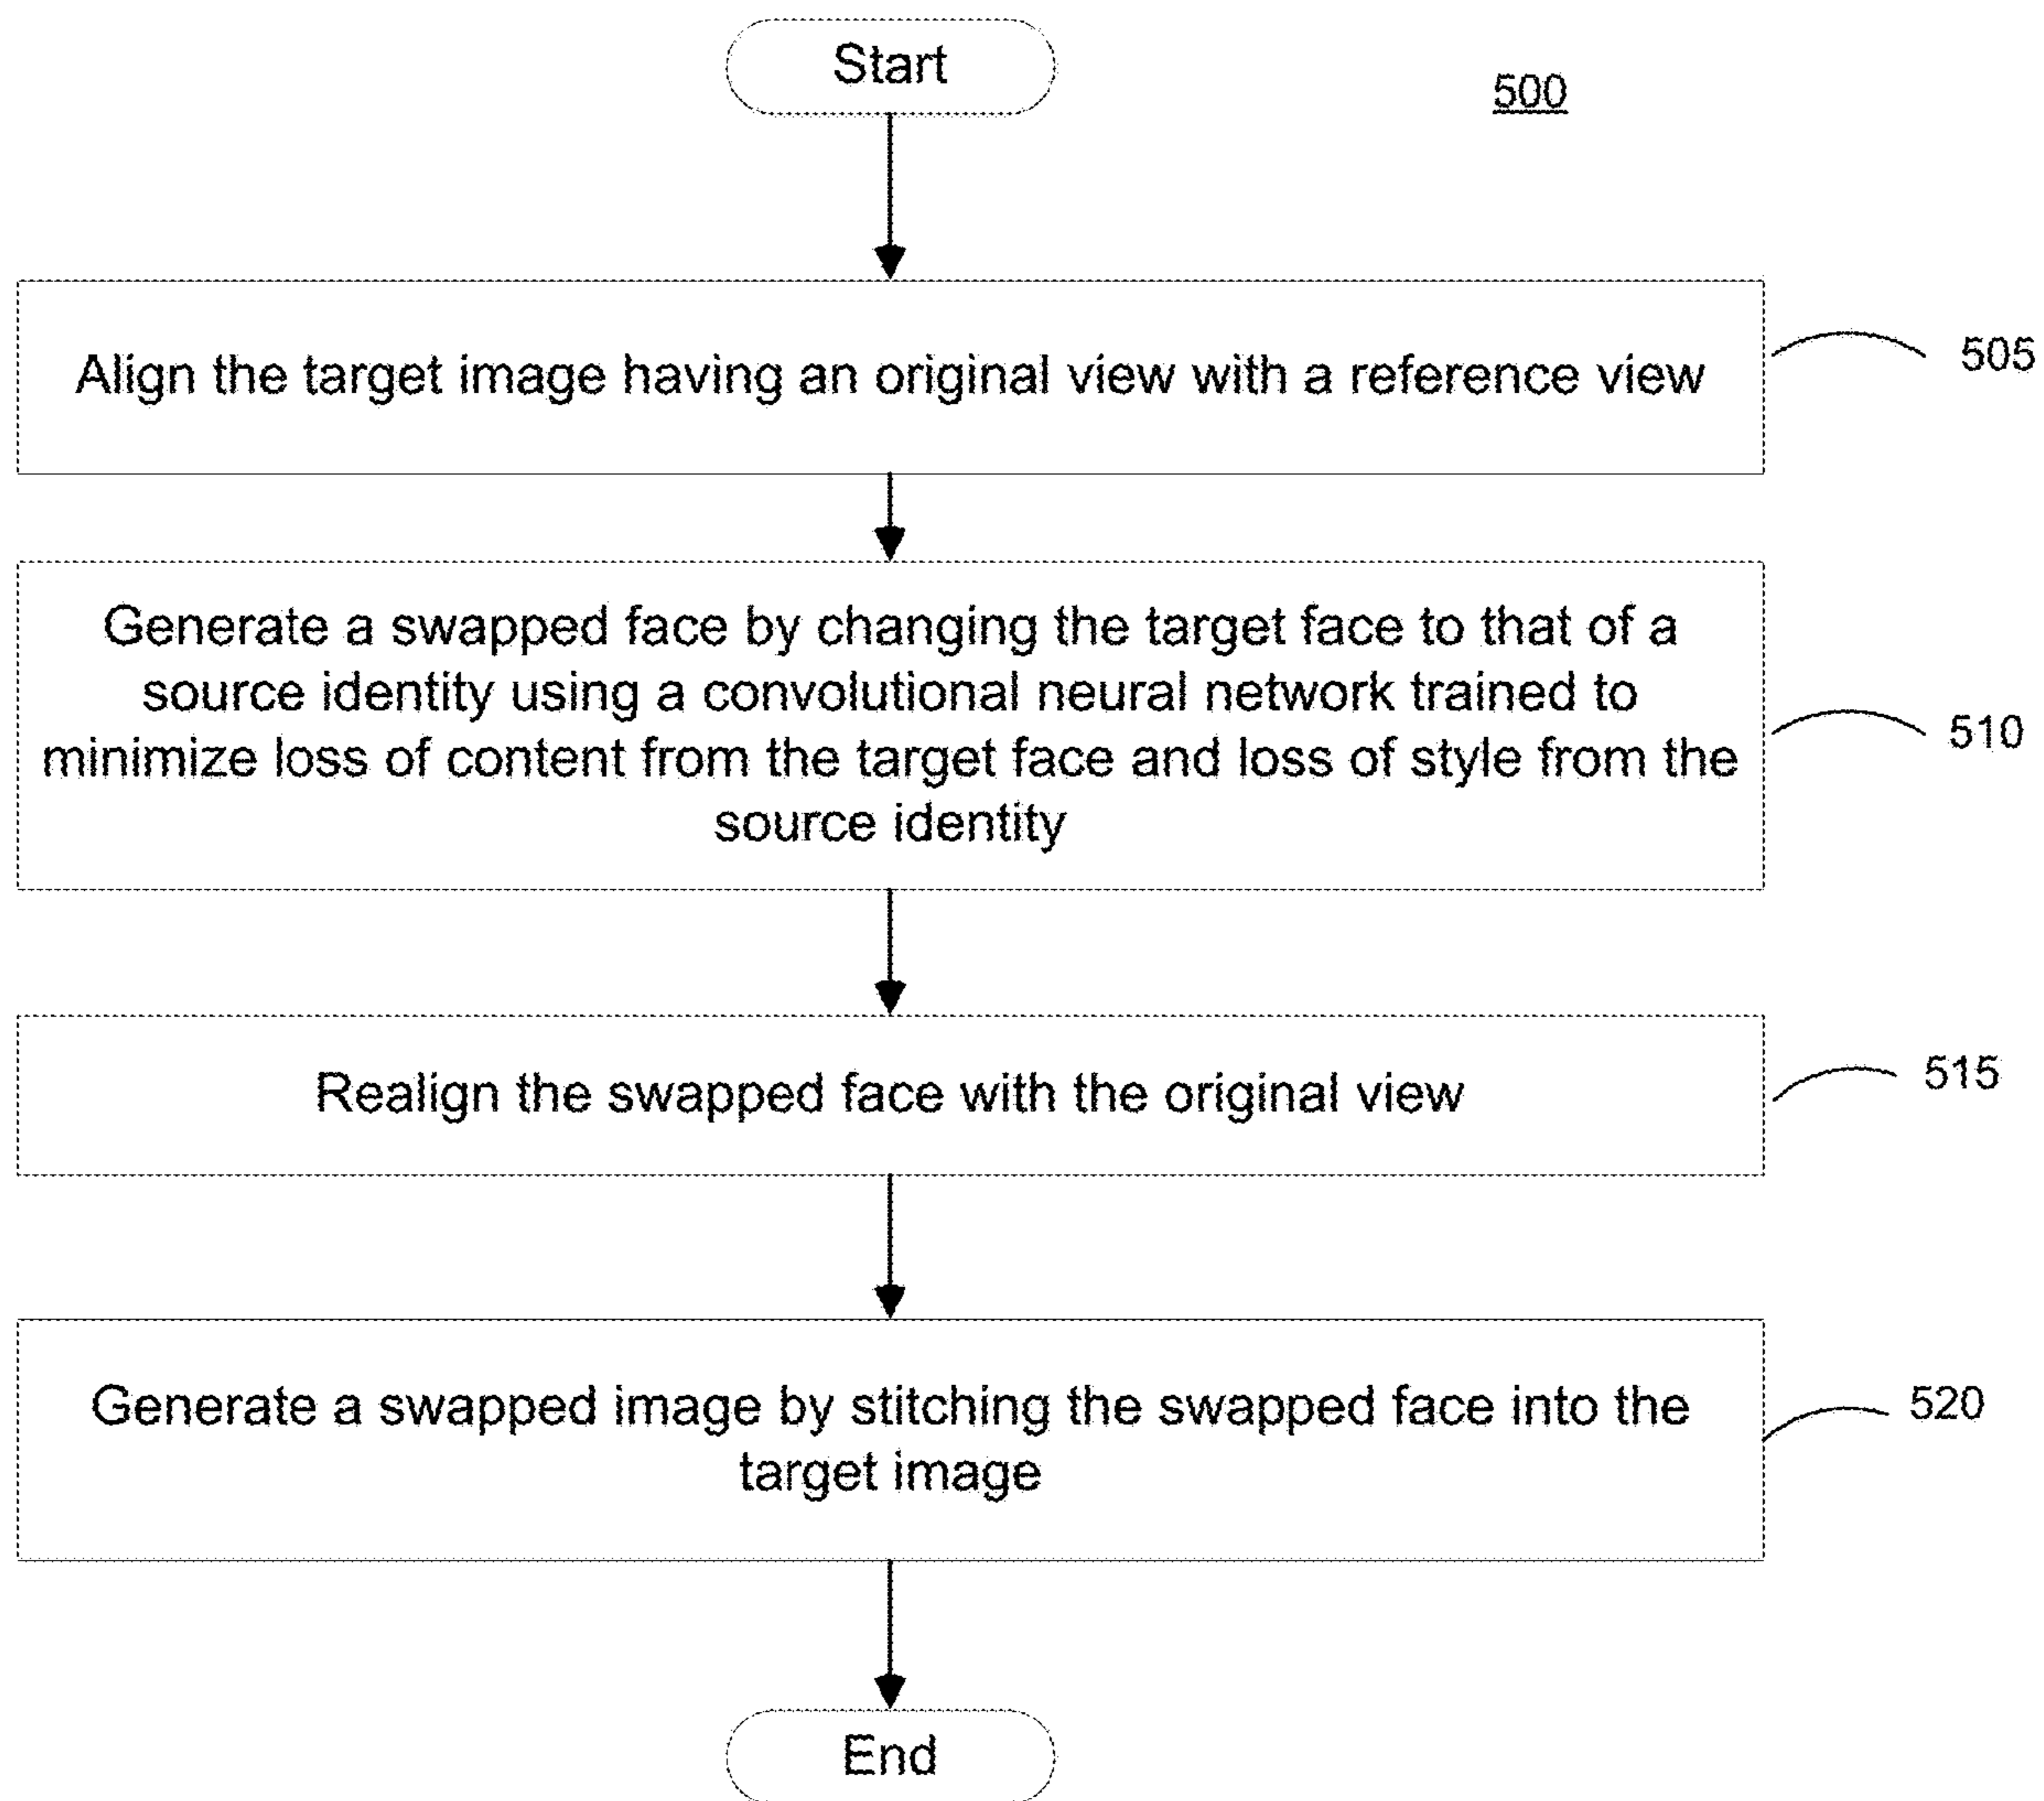 Start
500
Align the target image having an original view with a reference view
505
Generate a swapped face by changing the target face to that of a
source identity using a convolutional neural network trained to
minimize loss of content from the target face and loss of style from the
source identity
510
Realign the swapped face with the original view
515
Generate a swapped image by stitching the swapped face into the
target image
520
End